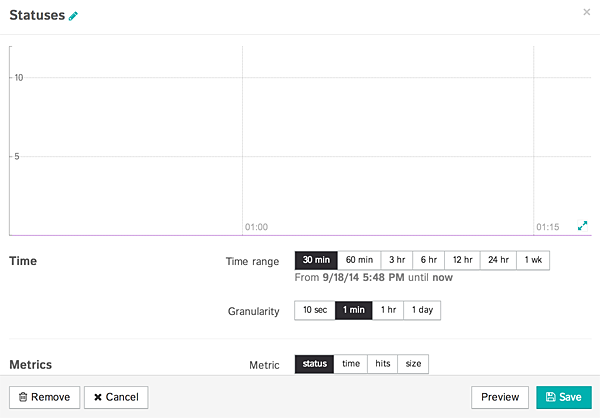 Statuses
×
10
5
01:00 01:15
Time Time range 30 min 60 min 3 hr 6 hr 12 hr 24 hr 1 wk
From 9/18/14 5:48 PM until now
Granularity 10 sec 1 min 1 hr 1 day
Metrics Metric status time hits size
Remove Cancel Preview Save